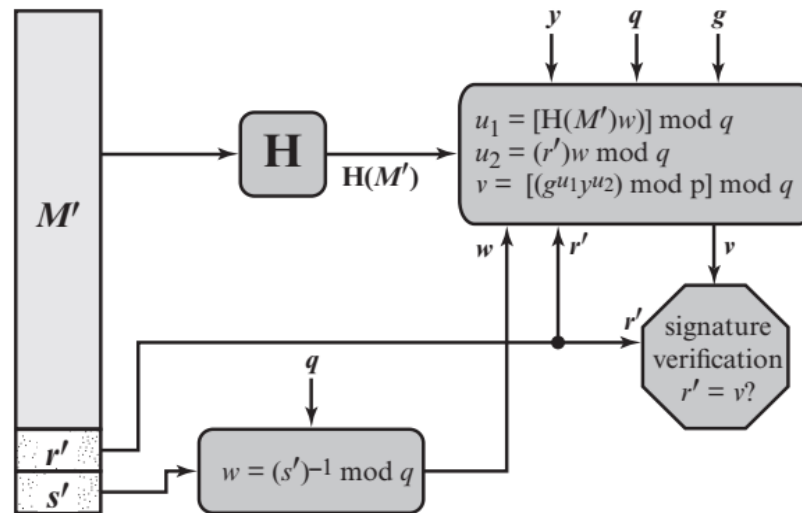 y q g
u₁ = [H(M′)w)] mod q
u₂ = (r′)w mod q
v = [(gᵘ¹yᵘ²) mod p] mod q
H
H(M′)
M′
w r′ v
r′
signature
verification
r′ = v?
q
r′
w = (s′)⁻¹ mod q
s′